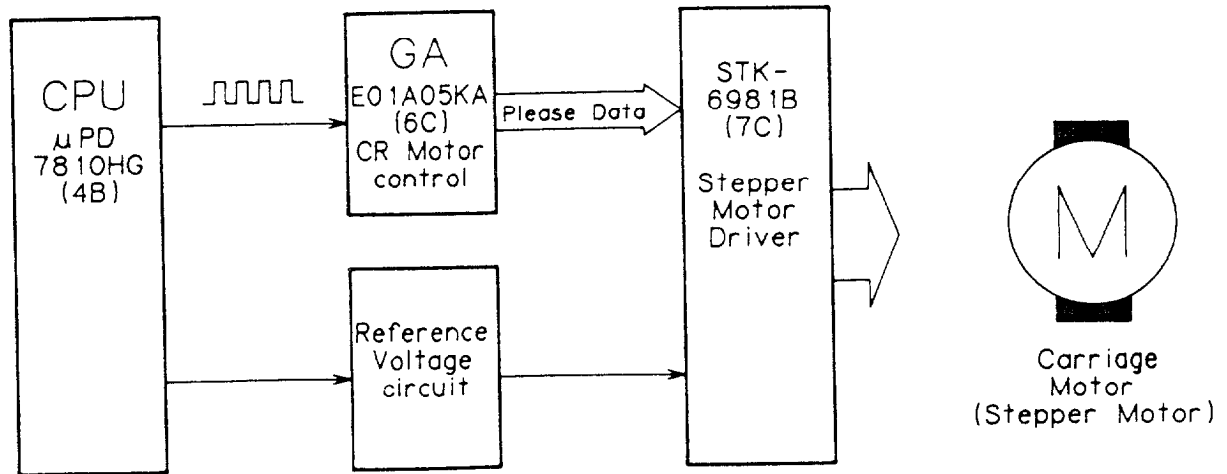 CPU
μPD
7810HG
(4B)
GA
E01A05KA
(6C)
CR Motor
control
Please Data
STK-
6981B
(7C)
Stepper
Motor
Driver
Reference
Voltage
circuit
M
Carriage
Motor
(Stepper Motor)